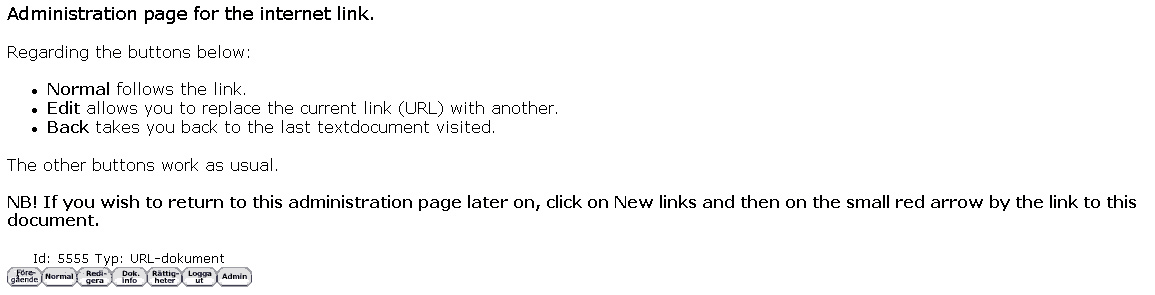 Administration page for the internet link.
Regarding the buttons below:
• Normal follows the link.
• Edit allows you to replace the current link (URL) with another.
• Back takes you back to the last textdocument visited.
The other buttons work as usual.
NB! If you wish to return to this administration page later on, click on New links and then on the small red arrow by the link to this
document.
Id: 5555 Typ: URL-dokument
Före-gående Normal Redi-gera Dok. info Rättig-heter Logga ut Admin